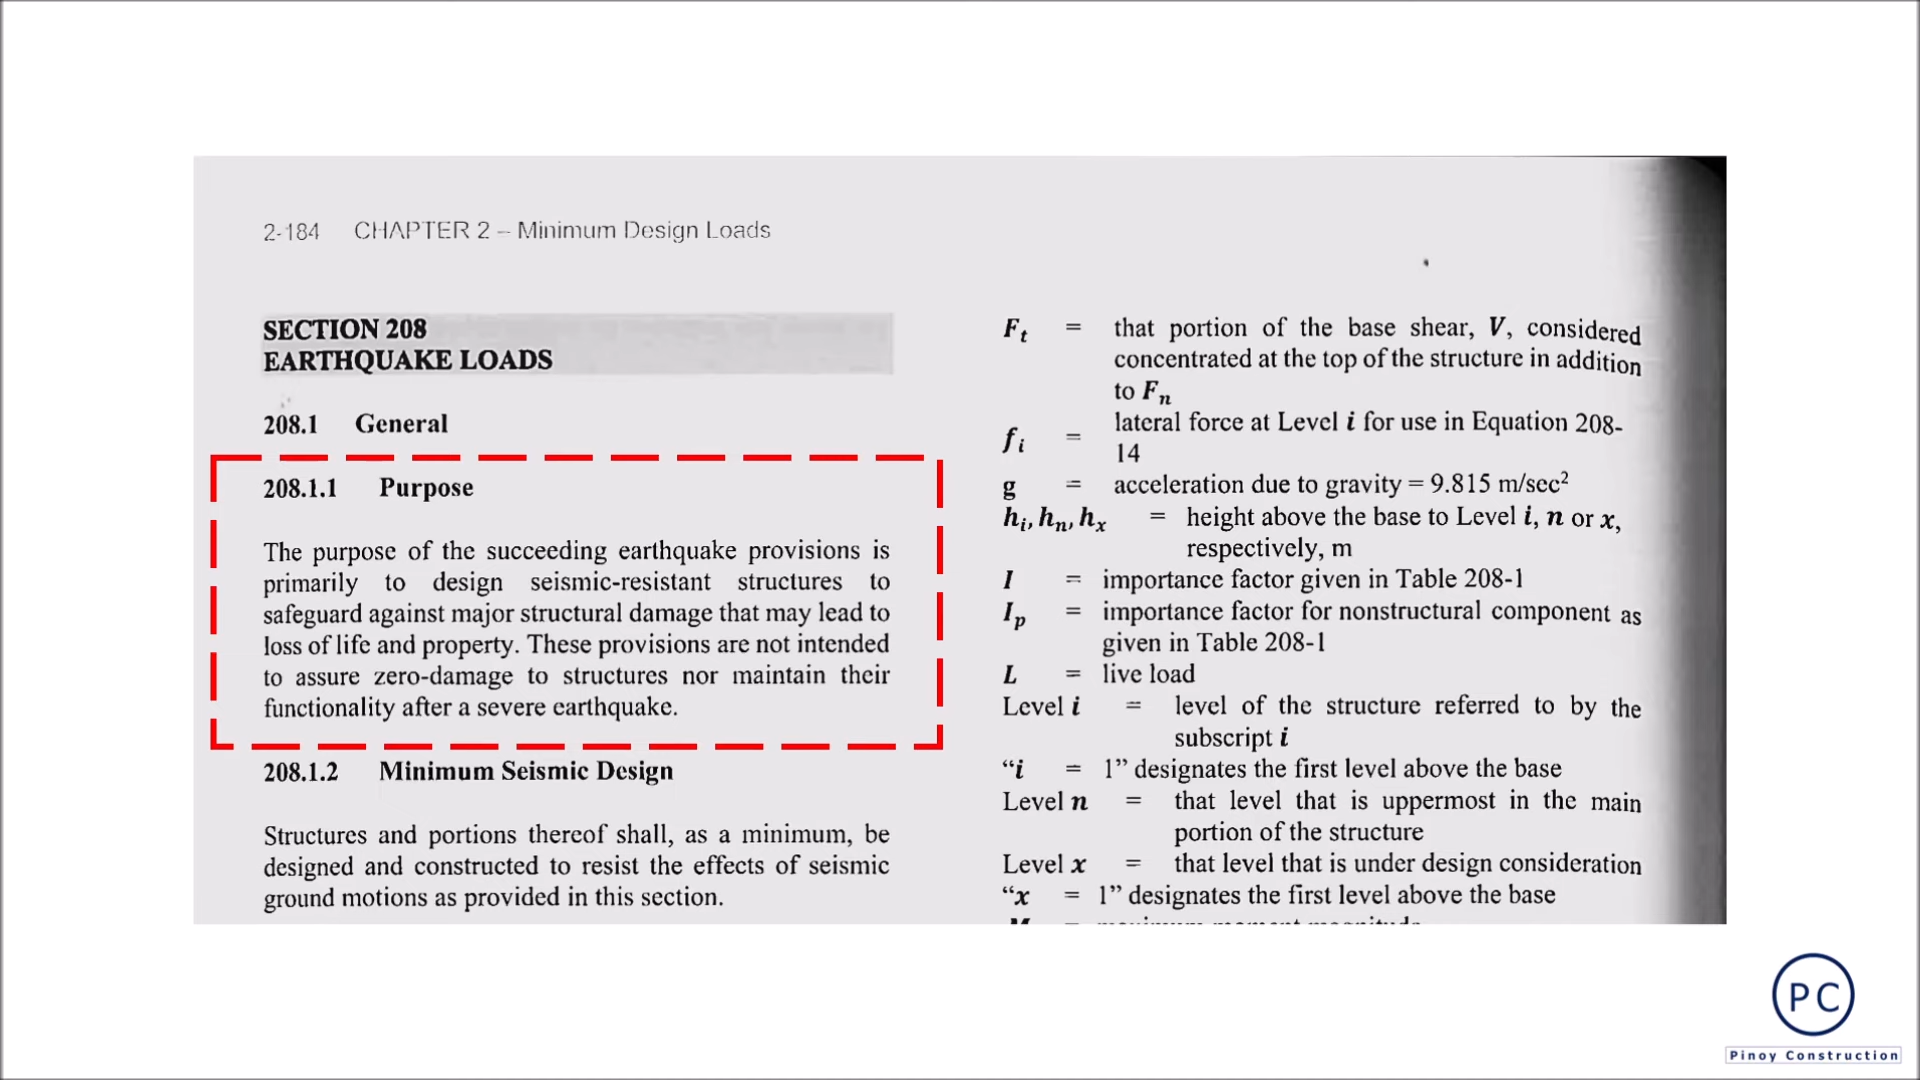 2-184 CHAPTER 2 – Minimum Design Loads
SECTION 208
EARTHQUAKE LOADS
208.1 General
208.1.1 Purpose
The purpose of the succeeding earthquake provisions is
primarily to design seismic-resistant structures to
safeguard against major structural damage that may lead to
loss of life and property. These provisions are not intended
to assure zero-damage to structures nor maintain their
functionality after a severe earthquake.
208.1.2 Minimum Seismic Design
Structures and portions thereof shall, as a minimum, be
designed and constructed to resist the effects of seismic
ground motions as provided in this section.
Ft = that portion of the base shear, V, considered
concentrated at the top of the structure in addition
to Fn
fi = lateral force at Level i for use in Equation 208-
14
g = acceleration due to gravity = 9.815 m/sec²
hi, hn, hx = height above the base to Level i, n or x,
respectively, m
I = importance factor given in Table 208-1
Ip = importance factor for nonstructural component as
given in Table 208-1
L = live load
Level i = level of the structure referred to by the
subscript i
“i = 1” designates the first level above the base
Level n = that level that is uppermost in the main
portion of the structure
Level x = that level that is under design consideration
“x = 1” designates the first level above the base
PC
Pinoy Construction